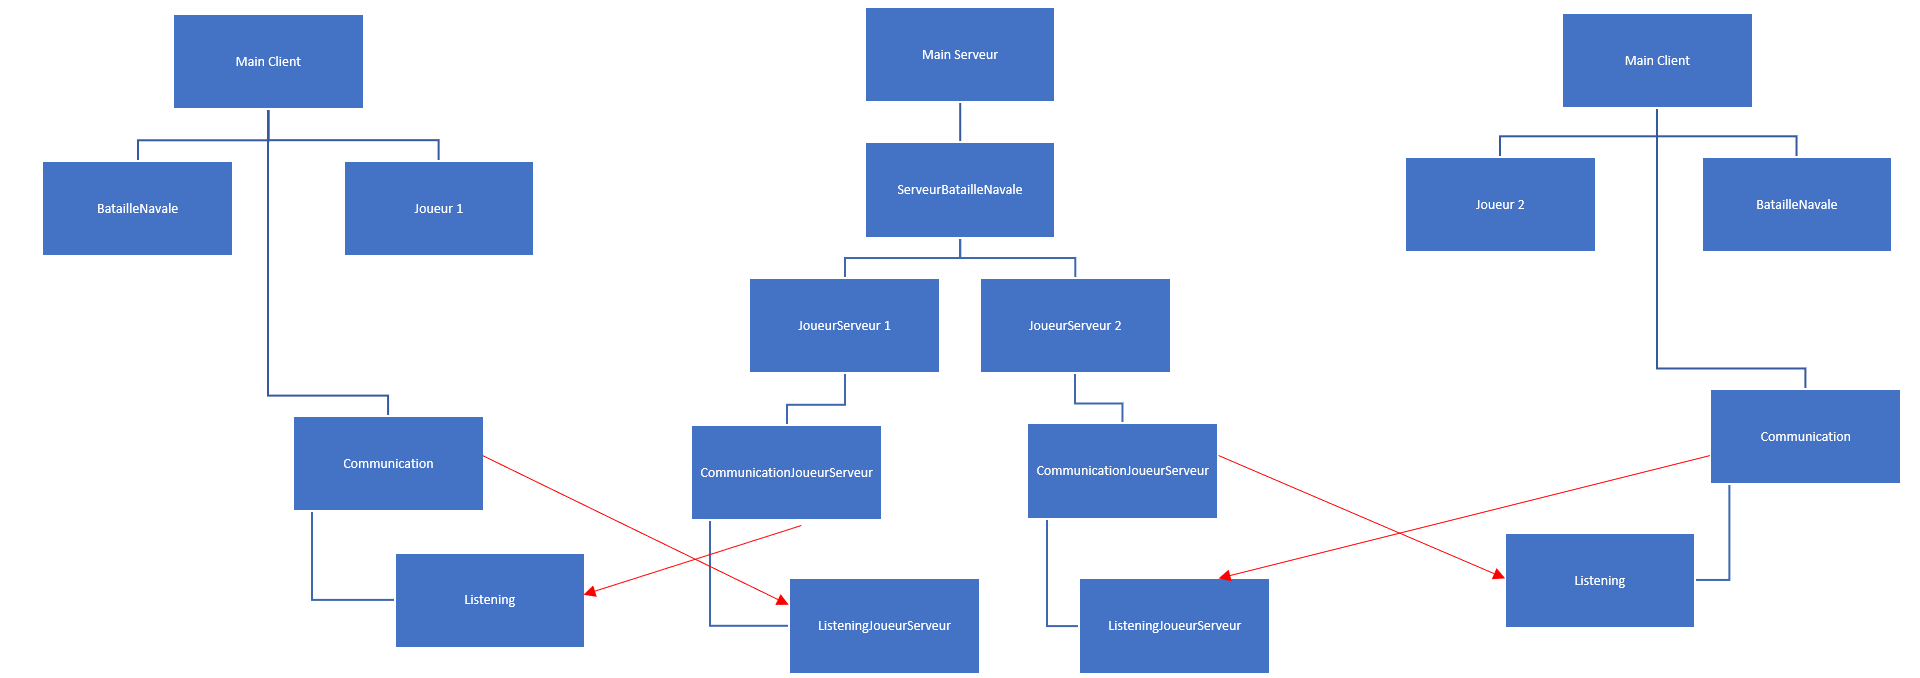 Main Client
Main Serveur
Main Client
BatailleNavale
Joueur 1
ServeurBatailleNavale
Joueur 2
BatailleNavale
JoueurServeur 1
JoueurServeur 2
Communication
CommunicationJoueurServeur
CommunicationJoueurServeur
Communication
Listening
ListeningJoueurServeur
ListeningJoueurServeur
Listening